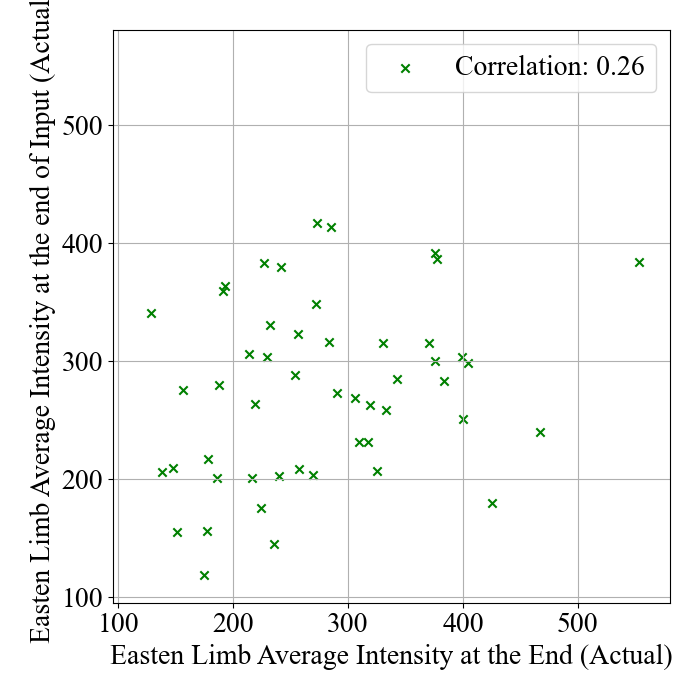 Correlation: 0.26
Easten Limb Average Intensity at the end of Input (Actual
500
400
300
200
100
100 200 300 400 500
Easten Limb Average Intensity at the End (Actual)